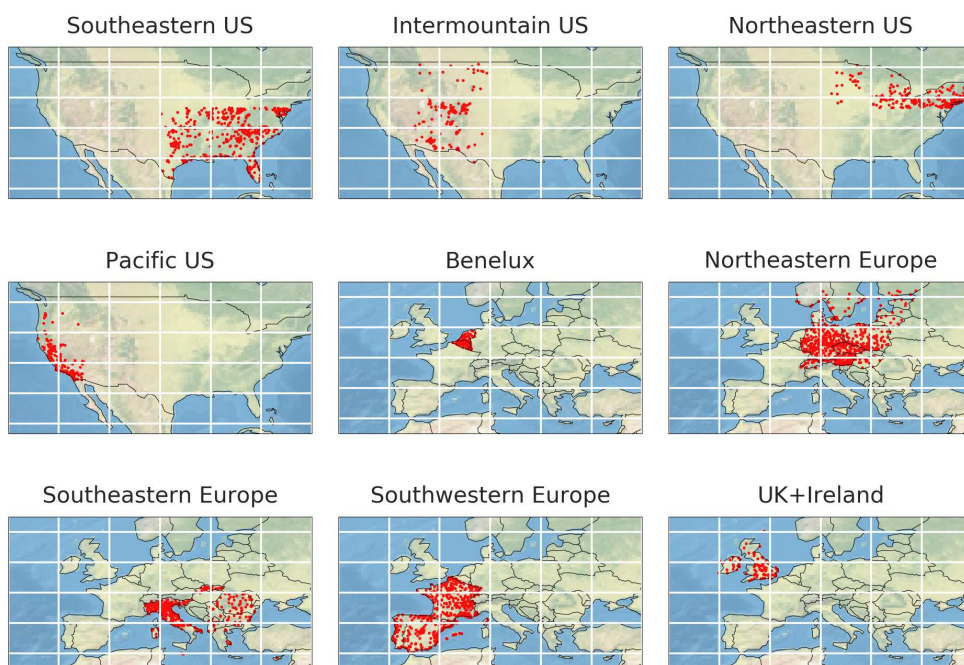 Southeastern US
Intermountain US
Northeastern US
Pacific US
Benelux
Northeastern Europe
Southeastern Europe
Southwestern Europe
UK+Ireland